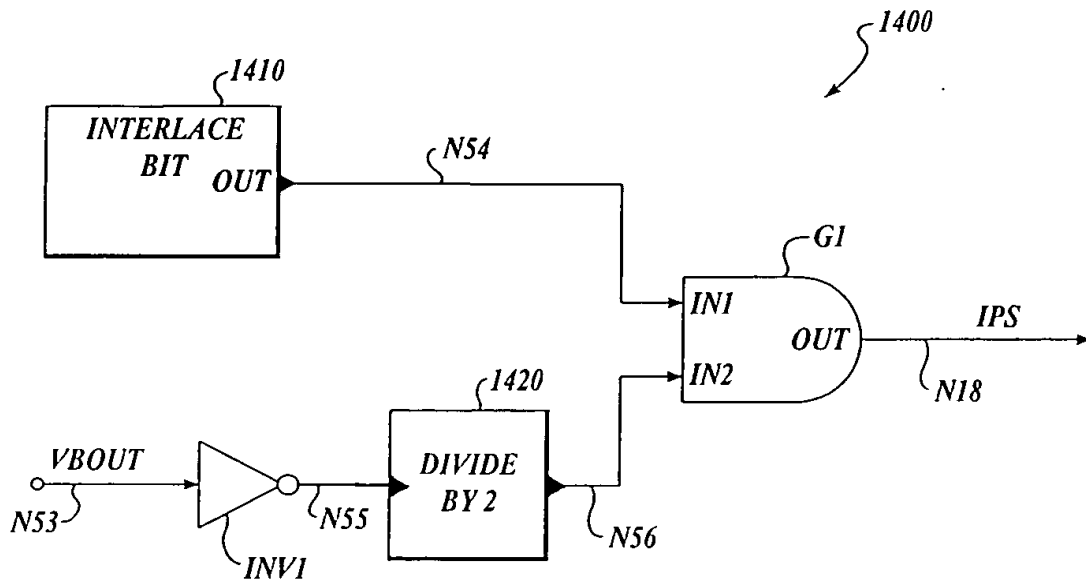 1400
1410
INTERLACE
BIT
OUT
N54
G1
IN1
OUT
IPS
IN2
N18
1420
VBOUT
DIVIDE
BY 2
N53
N55
N56
INV1